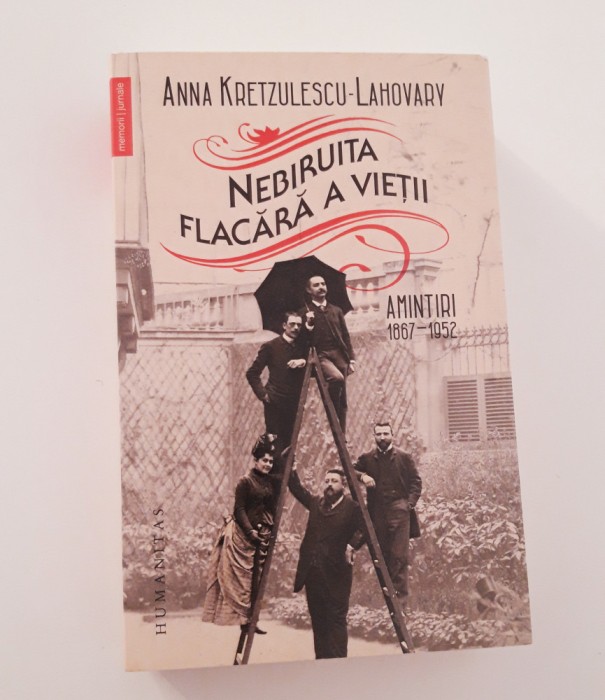 memorii | jurnale
ANNA KRETZULESCU-LAHOVARY
NEBIRUITA
FLACĂRĂ A VIEȚII
AMINTIRI
1867–1952
HUMANITAS